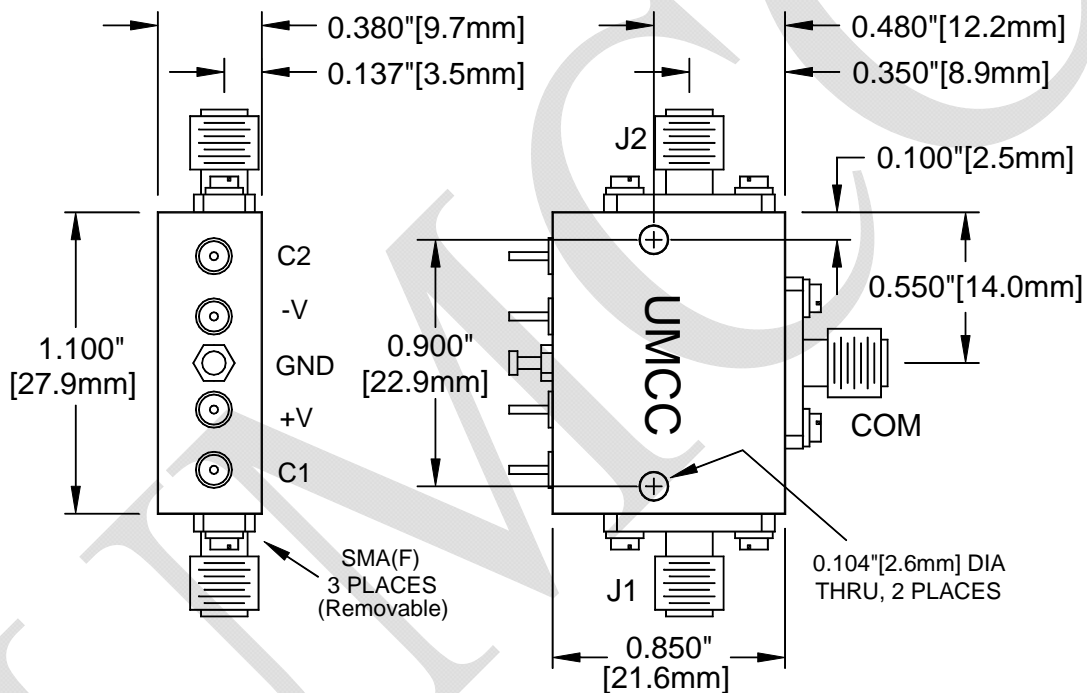 0.380"[9.7mm]
0.137"[3.5mm]
0.480"[12.2mm]
0.350"[8.9mm]
J2
0.100"[2.5mm]
C2
-V
GND
+V
C1
1.100"
[27.9mm]
0.900"
[22.9mm]
UMCC
0.550"[14.0mm]
COM
SMA(F)
3 PLACES
(Removable)
J1
0.104"[2.6mm] DIA
THRU, 2 PLACES
0.850"
[21.6mm]
UMCC